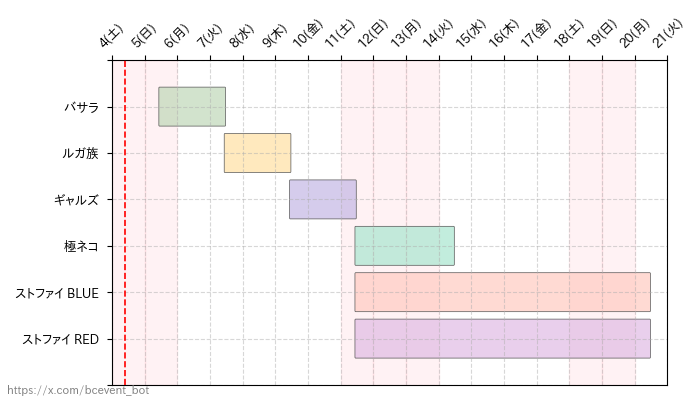 4(土)
5(日)
6(月)
7(火)
8(水)
9(木)
10(金)
11(土)
12(日)
13(月)
14(火)
15(水)
16(木)
17(金)
18(土)
19(日)
20(月)
21(火)
バサラ
ルガ族
ギャルズ
極ネコ
ストファイ BLUE
ストファイ RED
https://x.com/bcevent_bot